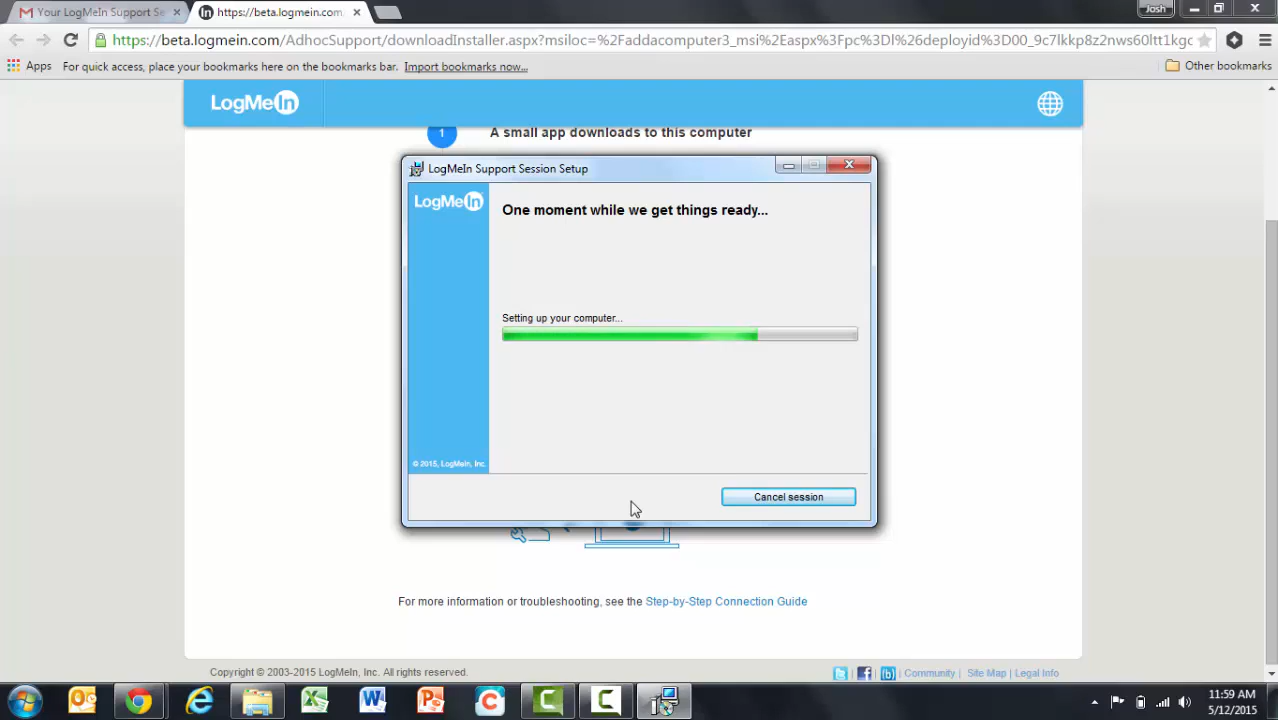 Your LogMeIn Support Se
https://beta.logmein.com
Josh
https://beta.logmein.com/AdhocSupport/downloadInstaller.aspx?msiloc=%2Faddacomputer3_msi%2Easpx%3Fpc%3Dl%26deployid%3D00_9c7lkkp8z2nws60ltt1kgc
Apps
For quick access, place your bookmarks here on the bookmarks bar. Import bookmarks now...
Other bookmarks
LogMeIn
1 A small app downloads to this computer
LogMeIn Support Session Setup
LogMeIn
One moment while we get things ready...
Setting up your computer...
© 2015, LogMeIn, Inc.
Cancel session
For more information or troubleshooting, see the Step-by-Step Connection Guide
Copyright © 2003-2015 LogMeIn, Inc. All rights reserved.
| f | b | Community | Site Map | Legal Info
11:59 AM
5/12/2015